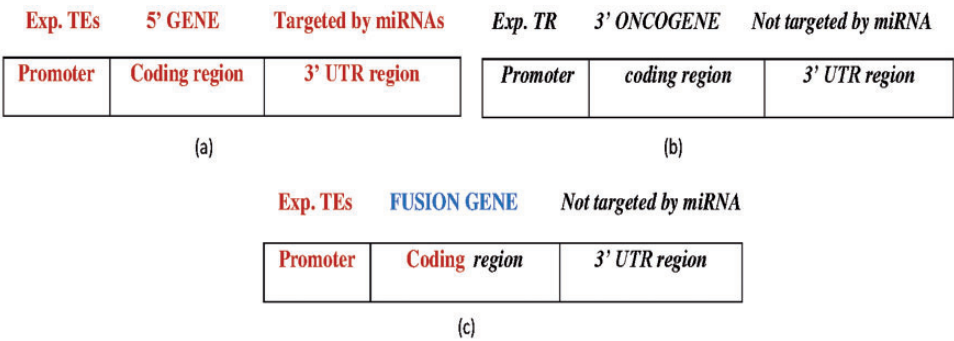 Exp. TEs 5' GENE Targeted by miRNAs
Promoter Coding region 3' UTR region
(a)
Exp. TR 3' ONCOGENE Not targeted by miRNA
Promoter coding region 3' UTR region
(b)
Exp. TEs FUSION GENE Not targeted by miRNA
Promoter Coding region 3' UTR region
(c)